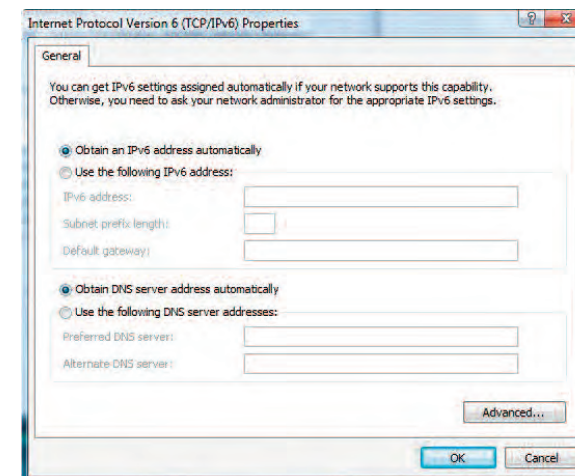 Internet Protocol Version 6 (TCP/IPv6) Properties
?
X
General
You can get IPv6 settings assigned automatically if your network supports this capability.
Otherwise, you need to ask your network administrator for the appropriate IPv6 settings.
Obtain an IPv6 address automatically
Use the following IPv6 address:
IPv6 address:
Subnet prefix length:
Default gateway:
Obtain DNS server address automatically
Use the following DNS server addresses:
Preferred DNS server:
Alternate DNS server:
Advanced...
OK
Cancel